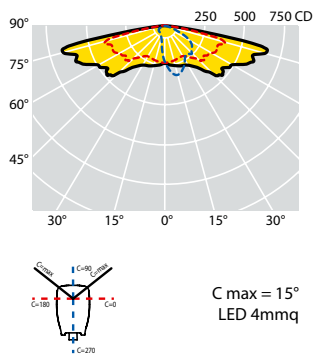 90° 250 500 750 CD
75°
60°
45°
30° 15° 0° 15° 30°
C=max C=90 C=max
C=180 C=0
C=270
C max = 15°
LED 4mmq